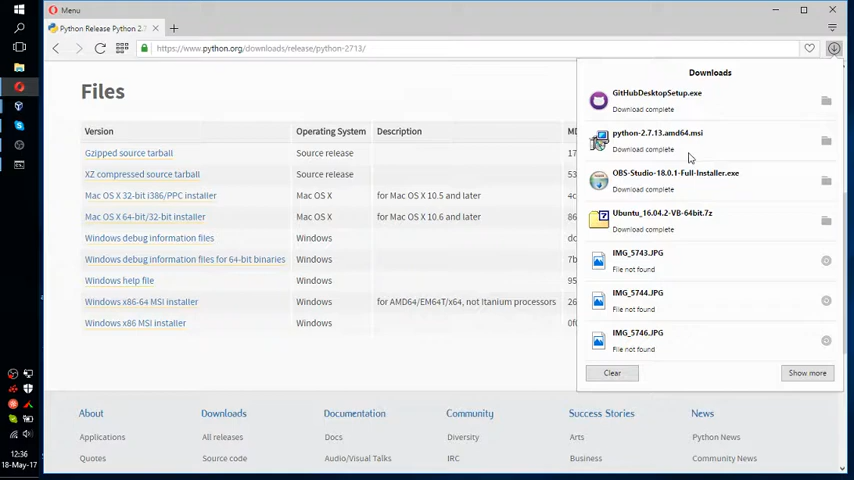 Menu
Python Release Python 2.7
https://www.python.org/downloads/release/python-2713/
Files
Version Operating System Description MD
Gzipped source tarball Source release 17
XZ compressed source tarball Source release 53
Mac OS X 32-bit i386/PPC installer Mac OS X for Mac OS X 10.5 and later
Mac OS X 64-bit/32-bit installer Mac OS X for Mac OS X 10.6 and later 86
Windows debug information files Windows
Windows debug information files for 64-bit binaries Windows
Windows help file Windows 95
Windows x86-64 MSI installer Windows for AMD64/EM64T/x64, not Itanium processors 26
Windows x86 MSI installer Windows
Downloads
GitHubDesktopSetup.exe
Download complete
python-2.7.13.amd64.msi
Download complete
OBS-Studio-18.0.1-Full-Installer.exe
Download complete
Ubuntu_16.04.2-VB-64bit.7z
Download complete
IMG_5743.JPG
File not found
IMG_5744.JPG
File not found
IMG_5746.JPG
File not found
Clear Show more
About Downloads Documentation Community Success Stories News
Applications All releases Docs Diversity Arts Python News
Quotes Source code Audio/Visual Talks IRC Business Community News
12:36
18-May-17